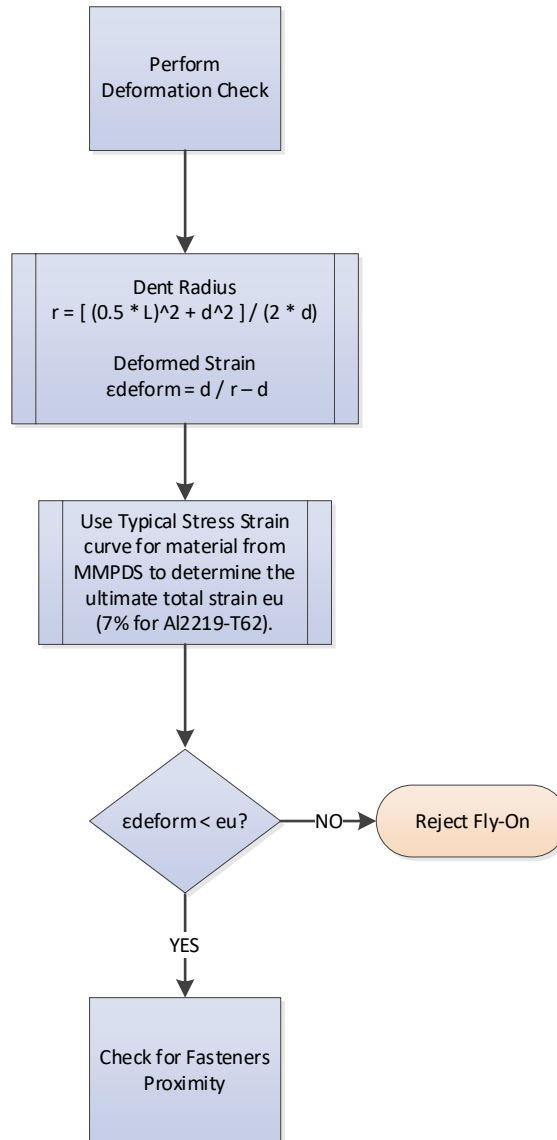 Perform
Deformation Check
Dent Radius
r = [ (0.5 * L)^2 + d^2 ] / (2 * d)
Deformed Strain
εdeform = d / r – d
Use Typical Stress Strain
curve for material from
MMPDS to determine the
ultimate total strain eu
(7% for Al2219-T62).
εdeform < eu?
NO
Reject Fly-On
YES
Check for Fasteners
Proximity